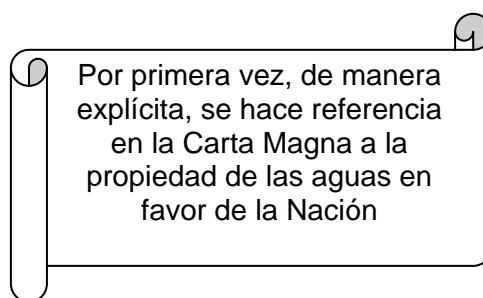 Por primera vez, de manera
explícita, se hace referencia
en la Carta Magna a la
propiedad de las aguas en
favor de la Nación